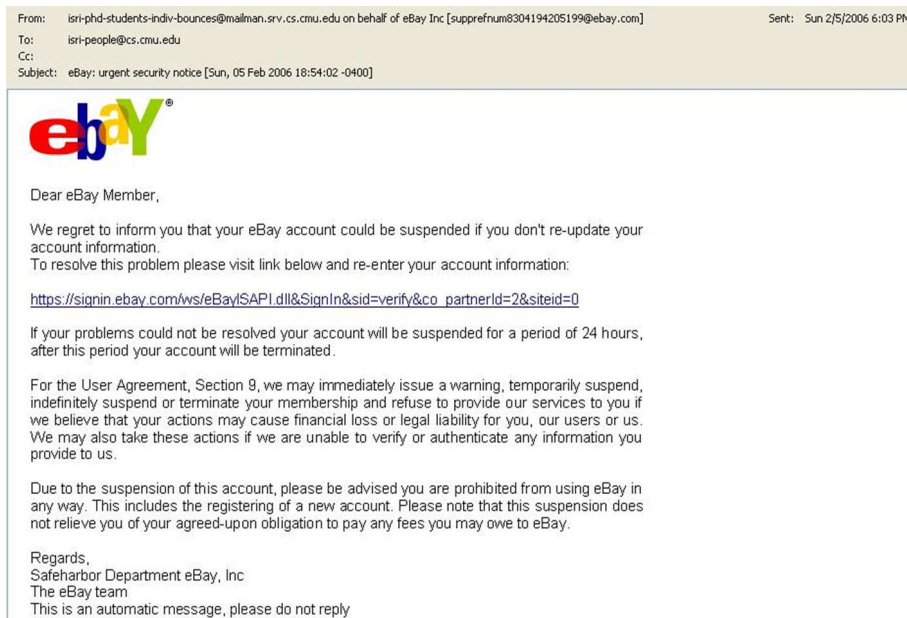 From: isri-phd-students-indiv-bounces@mailman.srv.cs.cmu.edu on behalf of eBay Inc [supprefnum8304194205199@ebay.com] Sent: Sun 2/5/2006 6:03 PM
To: isri-people@cs.cmu.edu
Cc:
Subject: eBay: urgent security notice [Sun, 05 Feb 2006 18:54:02 -0400]
ebaY®
Dear eBay Member,
We regret to inform you that your eBay account could be suspended if you don't re-update your
account information.
To resolve this problem please visit link below and re-enter your account information:
https://signin.ebay.com/ws/eBayISAPI.dll&SignIn&sid=verify&co_partnerId=2&siteid=0
If your problems could not be resolved your account will be suspended for a period of 24 hours,
after this period your account will be terminated.
For the User Agreement, Section 9, we may immediately issue a warning, temporarily suspend,
indefinitely suspend or terminate your membership and refuse to provide our services to you if
we believe that your actions may cause financial loss or legal liability for you, our users or us.
We may also take these actions if we are unable to verify or authenticate any information you
provide to us.
Due to the suspension of this account, please be advised you are prohibited from using eBay in
any way. This includes the registering of a new account. Please note that this suspension does
not relieve you of your agreed-upon obligation to pay any fees you may owe to eBay.
Regards,
Safeharbor Department eBay, Inc
The eBay team
This is an automatic message, please do not reply